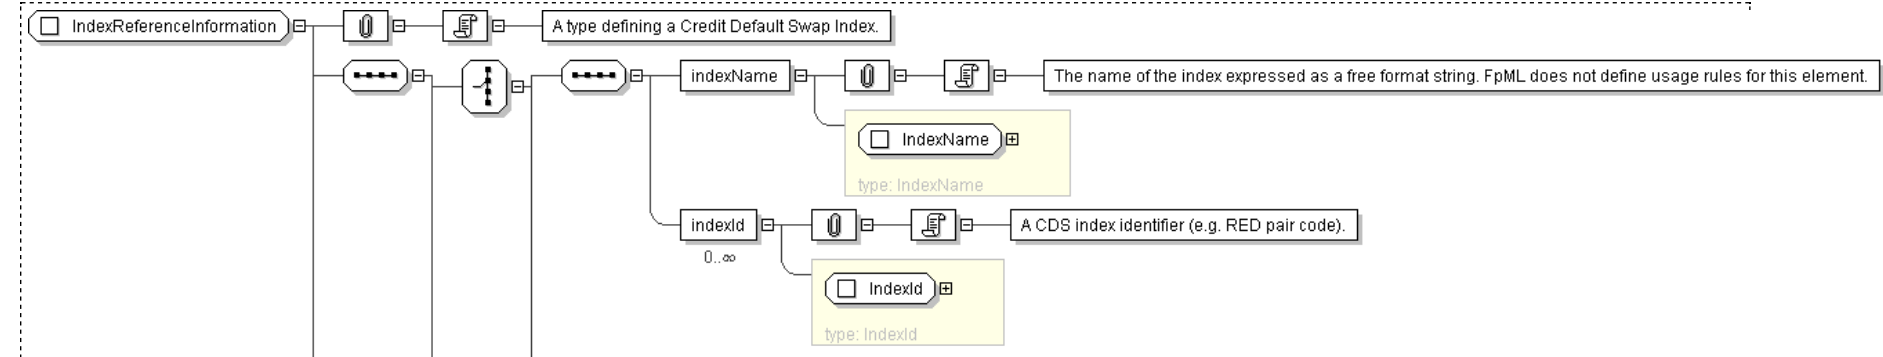 IndexReferenceInformation
A type defining a Credit Default Swap Index.
indexName
The name of the index expressed as a free format string. FpML does not define usage rules for this element.
IndexName
type: IndexName
indexId
A CDS index identifier (e.g. RED pair code).
0..∞
IndexId
type: IndexId